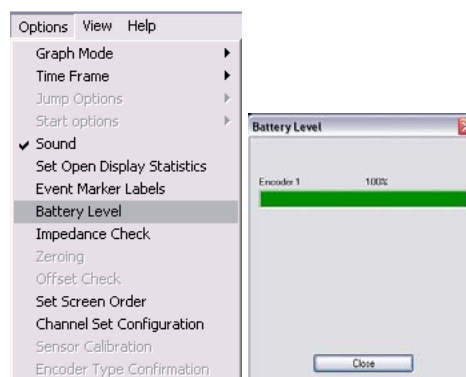 Options View Help
Graph Mode
Time Frame
Jump Options
Start options
Sound
Set Open Display Statistics
Event Marker Labels
Battery Level
Impedance Check
Zeroing
Offset Check
Set Screen Order
Channel Set Configuration
Sensor Calibration
Encoder Type Confirmation
Battery Level
Encoder 1 100%
Close